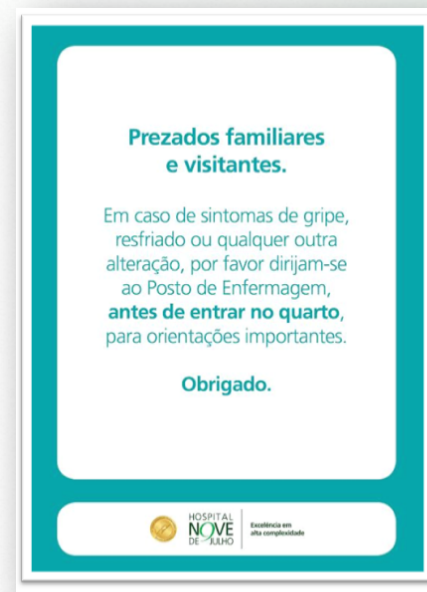 Prezados familiares
e visitantes.
Em caso de sintomas de gripe,
resfriado ou qualquer outra
alteração, por favor dirijam-se
ao Posto de Enfermagem,
antes de entrar no quarto,
para orientações importantes.
Obrigado.
HOSPITAL
NOVE
DE JULHO
Excelência em
alta complexidade